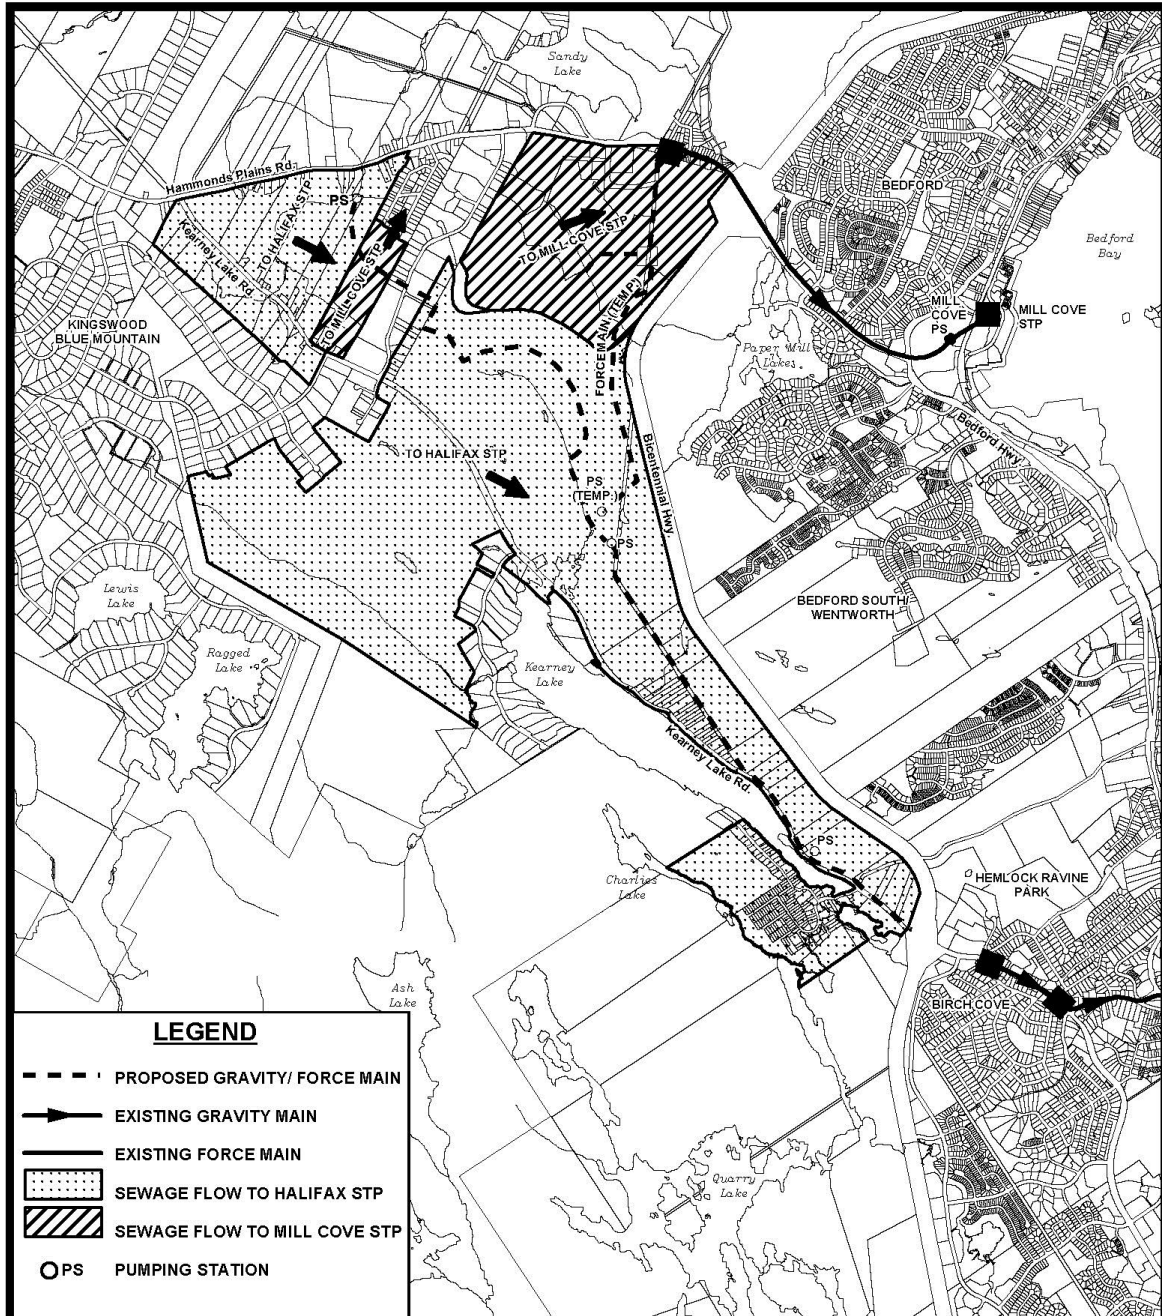 Sandy
Lake
Hammonds Plains Rd.
PS
TO HALIFAX STP
Kearney Lake Rd.
TO MILL COVE STP
TO MILL COVE STP
BEDFORD
Bedford
Bay
KINGSWOOD
BLUE MOUNTAIN
FORCE MAIN (TEMP.)
MILL
COVE
PS
MILL COVE
STP
Paper Mill
Lakes
Bedford Hwy.
TO HALIFAX STP
Bicentennial Hwy
PS
(TEMP.)
PS
Lewis
Lake
Ragged
Lake
BEDFORD SOUTH/
WENTWORTH
Kearney
Lake
Kearney Lake Rd.
PS
Charlies
Lake
HEMLOCK RAVINE
PARK
Ash
Lake
BIRCH COVE
Quarry
Lake
LEGEND
PROPOSED GRAVITY/ FORCE MAIN
EXISTING GRAVITY MAIN
EXISTING FORCE MAIN
SEWAGE FLOW TO HALIFAX STP
SEWAGE FLOW TO MILL COVE STP
PS PUMPING STATION